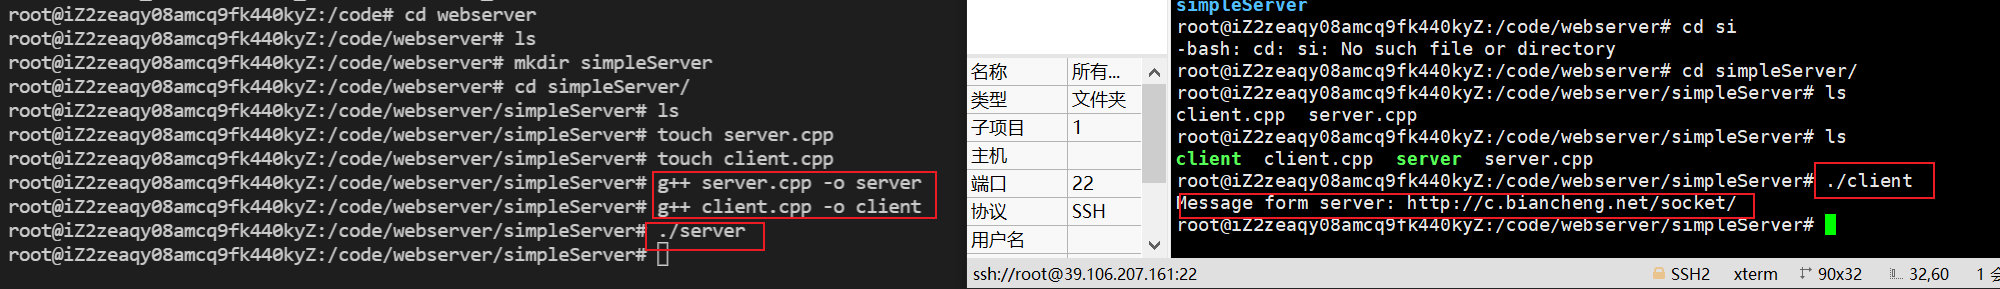 root@iZ2zeaqy08amcq9fk440kyZ:/code# cd webserver
root@iZ2zeaqy08amcq9fk440kyZ:/code/webserver# ls
root@iZ2zeaqy08amcq9fk440kyZ:/code/webserver# mkdir simpleServer
root@iZ2zeaqy08amcq9fk440kyZ:/code/webserver# cd simpleServer/
root@iZ2zeaqy08amcq9fk440kyZ:/code/webserver/simpleServer# ls
root@iZ2zeaqy08amcq9fk440kyZ:/code/webserver/simpleServer# touch server.cpp
root@iZ2zeaqy08amcq9fk440kyZ:/code/webserver/simpleServer# touch client.cpp
root@iZ2zeaqy08amcq9fk440kyZ:/code/webserver/simpleServer# g++ server.cpp -o server
root@iZ2zeaqy08amcq9fk440kyZ:/code/webserver/simpleServer# g++ client.cpp -o client
root@iZ2zeaqy08amcq9fk440kyZ:/code/webserver/simpleServer# ./server
root@iZ2zeaqy08amcq9fk440kyZ:/code/webserver/simpleServer#
名称 所有...
类型 文件夹
子项目 1
主机
端口 22
协议 SSH
用户名
simpleServer
root@iZ2zeaqy08amcq9fk440kyZ:/code/webserver# cd si
-bash: cd: si: No such file or directory
root@iZ2zeaqy08amcq9fk440kyZ:/code/webserver# cd simpleServer/
root@iZ2zeaqy08amcq9fk440kyZ:/code/webserver/simpleServer# ls
client.cpp server.cpp
root@iZ2zeaqy08amcq9fk440kyZ:/code/webserver/simpleServer# ls
client client.cpp server server.cpp
root@iZ2zeaqy08amcq9fk440kyZ:/code/webserver/simpleServer# ./client
Message form server: http://c.biancheng.net/socket/
root@iZ2zeaqy08amcq9fk440kyZ:/code/webserver/simpleServer#
ssh://root@39.106.207.161:22 SSH2 xterm 90x32 32,60 1